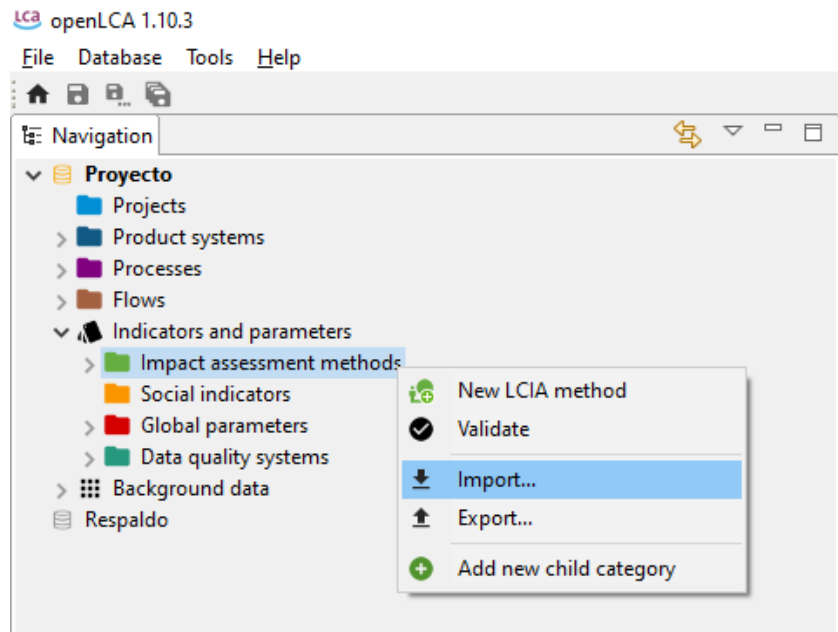 LCA openLCA 1.10.3
File Database Tools Help
Navigation
Proyecto
Projects
Product systems
Processes
Flows
Indicators and parameters
Impact assessment methods
Social indicators
Global parameters
Data quality systems
Background data
Respaldo
New LCIA method
Validate
Import...
Export...
Add new child category